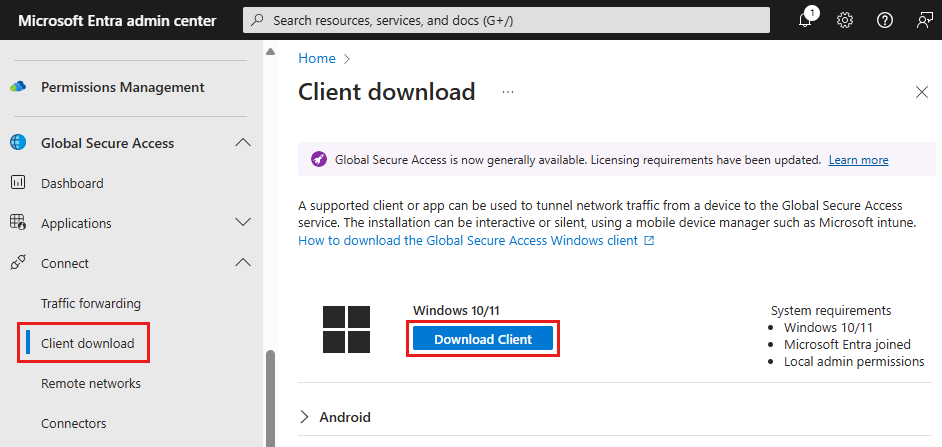 Microsoft Entra admin center
Search resources, services, and docs (G+/)
1
Permissions Management
Global Secure Access
Dashboard
Applications
Connect
Traffic forwarding
Client download
Remote networks
Connectors
Home
Client download
...
Global Secure Access is now generally available. Licensing requirements have been updated. Learn more
A supported client or app can be used to tunnel network traffic from a device to the Global Secure Access
service. The installation can be interactive or silent, using a mobile device manager such as Microsoft intune.
How to download the Global Secure Access Windows client
Windows 10/11
Download Client
System requirements
• Windows 10/11
• Microsoft Entra joined
• Local admin permissions
Android